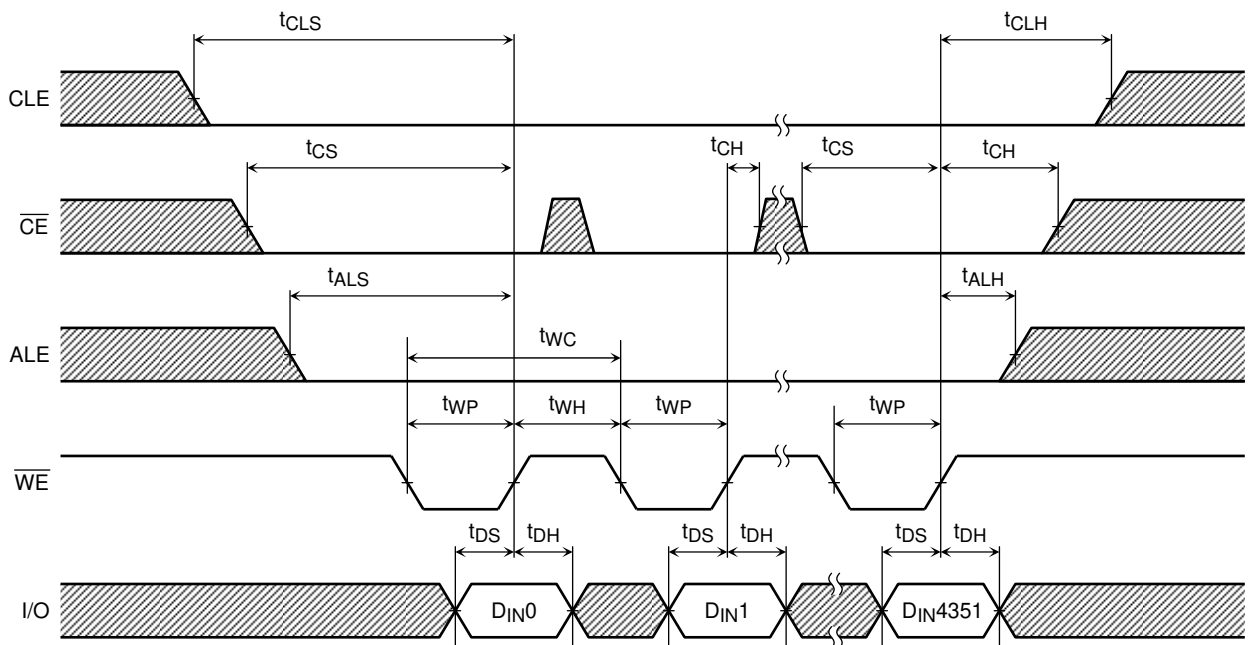 tCLS tCLH
CLE
tCS tCH tCS tCH
CE
tALS tALH
ALE
tWC
tWP tWH tWP tWP
WE
tDS tDH tDS tDH tDS tDH
I/O DIN0 DIN1 DIN4351